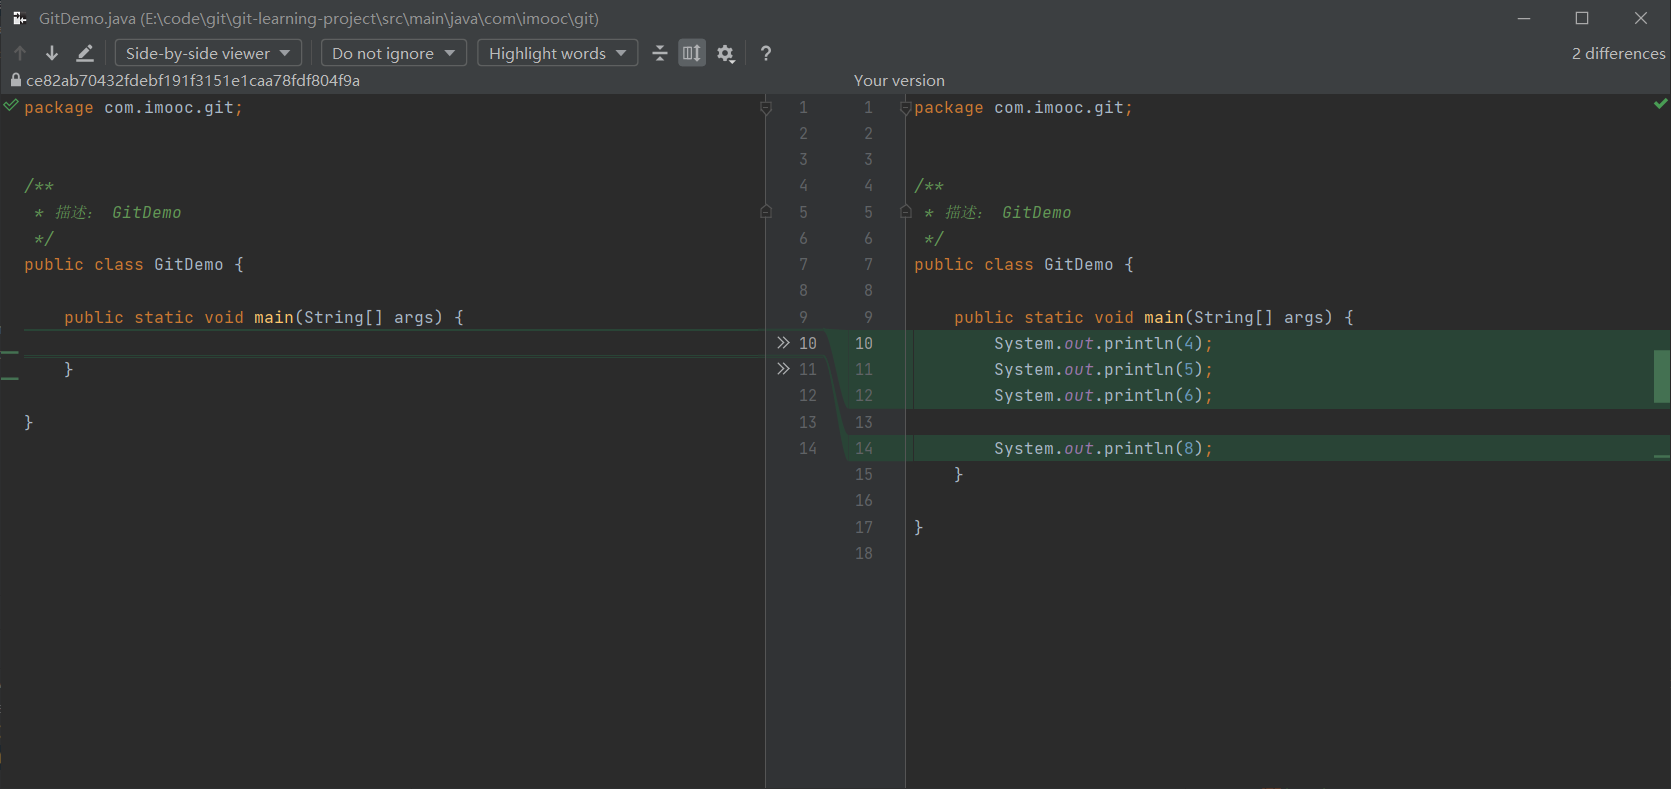 GitDemo.java (E:\code\git\git-learning-project\src\main\java\com\imooc\git)
Side-by-side viewer Do not ignore Highlight words ? 2 differences
ce82ab70432fdebf191f3151e1caa78fdf804f9a Your version
package com.imooc.git; 1 1 package com.imooc.git;
2 2
3 3
/** 4 4 /**
* 描述： GitDemo 5 5 * 描述： GitDemo
*/ 6 6 */
public class GitDemo { 7 7 public class GitDemo {
8 8
public static void main(String[] args) { 9 9 public static void main(String[] args) {
10 10 System.out.println(4);
} 11 11 System.out.println(5);
12 12 System.out.println(6);
} 13 13
14 14 System.out.println(8);
15 }
16
17 }
18